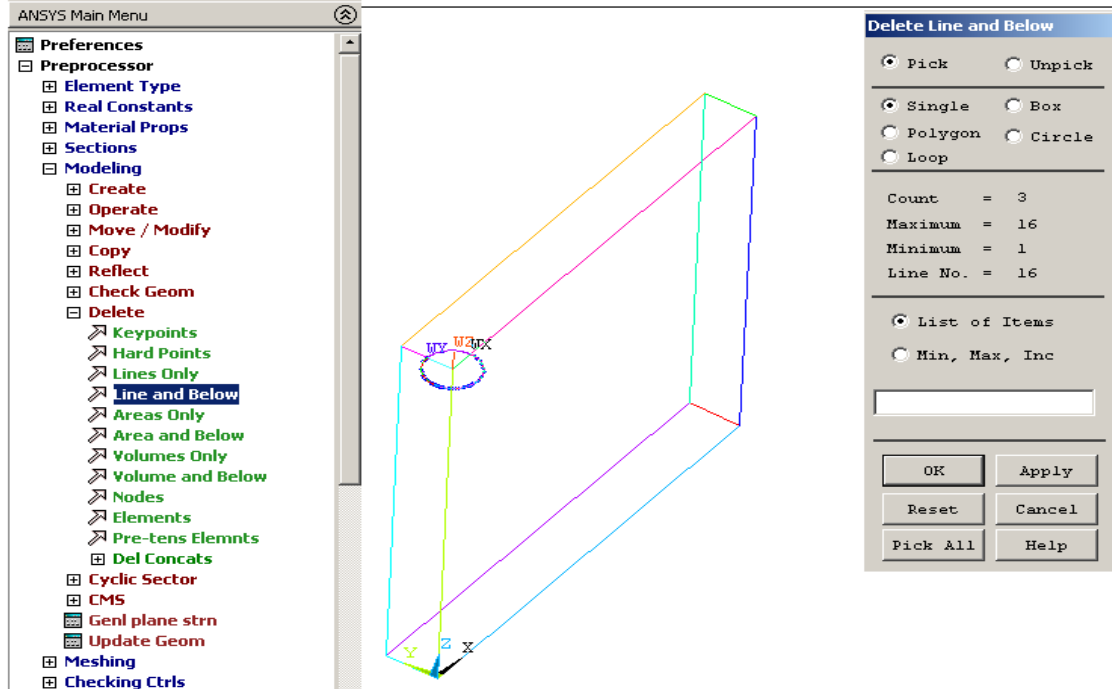 ANSYS Main Menu
Preferences
Preprocessor
Element Type
Real Constants
Material Props
Sections
Modeling
Create
Operate
Move / Modify
Copy
Reflect
Check Geom
Delete
Keypoints
Hard Points
Lines Only
Line and Below
Areas Only
Area and Below
Volumes Only
Volume and Below
Nodes
Elements
Pre-tens Elemnts
Del Concats
Cyclic Sector
CMS
Genl plane strn
Update Geom
Meshing
Checking Ctrls
WY WZ WX
Y Z X
Delete Line and Below
Pick Unpick
Single Box
Polygon Circle
Loop
Count = 3
Maximum = 16
Minimum = 1
Line No. = 16
List of Items
Min, Max, Inc
OK Apply
Reset Cancel
Pick All Help